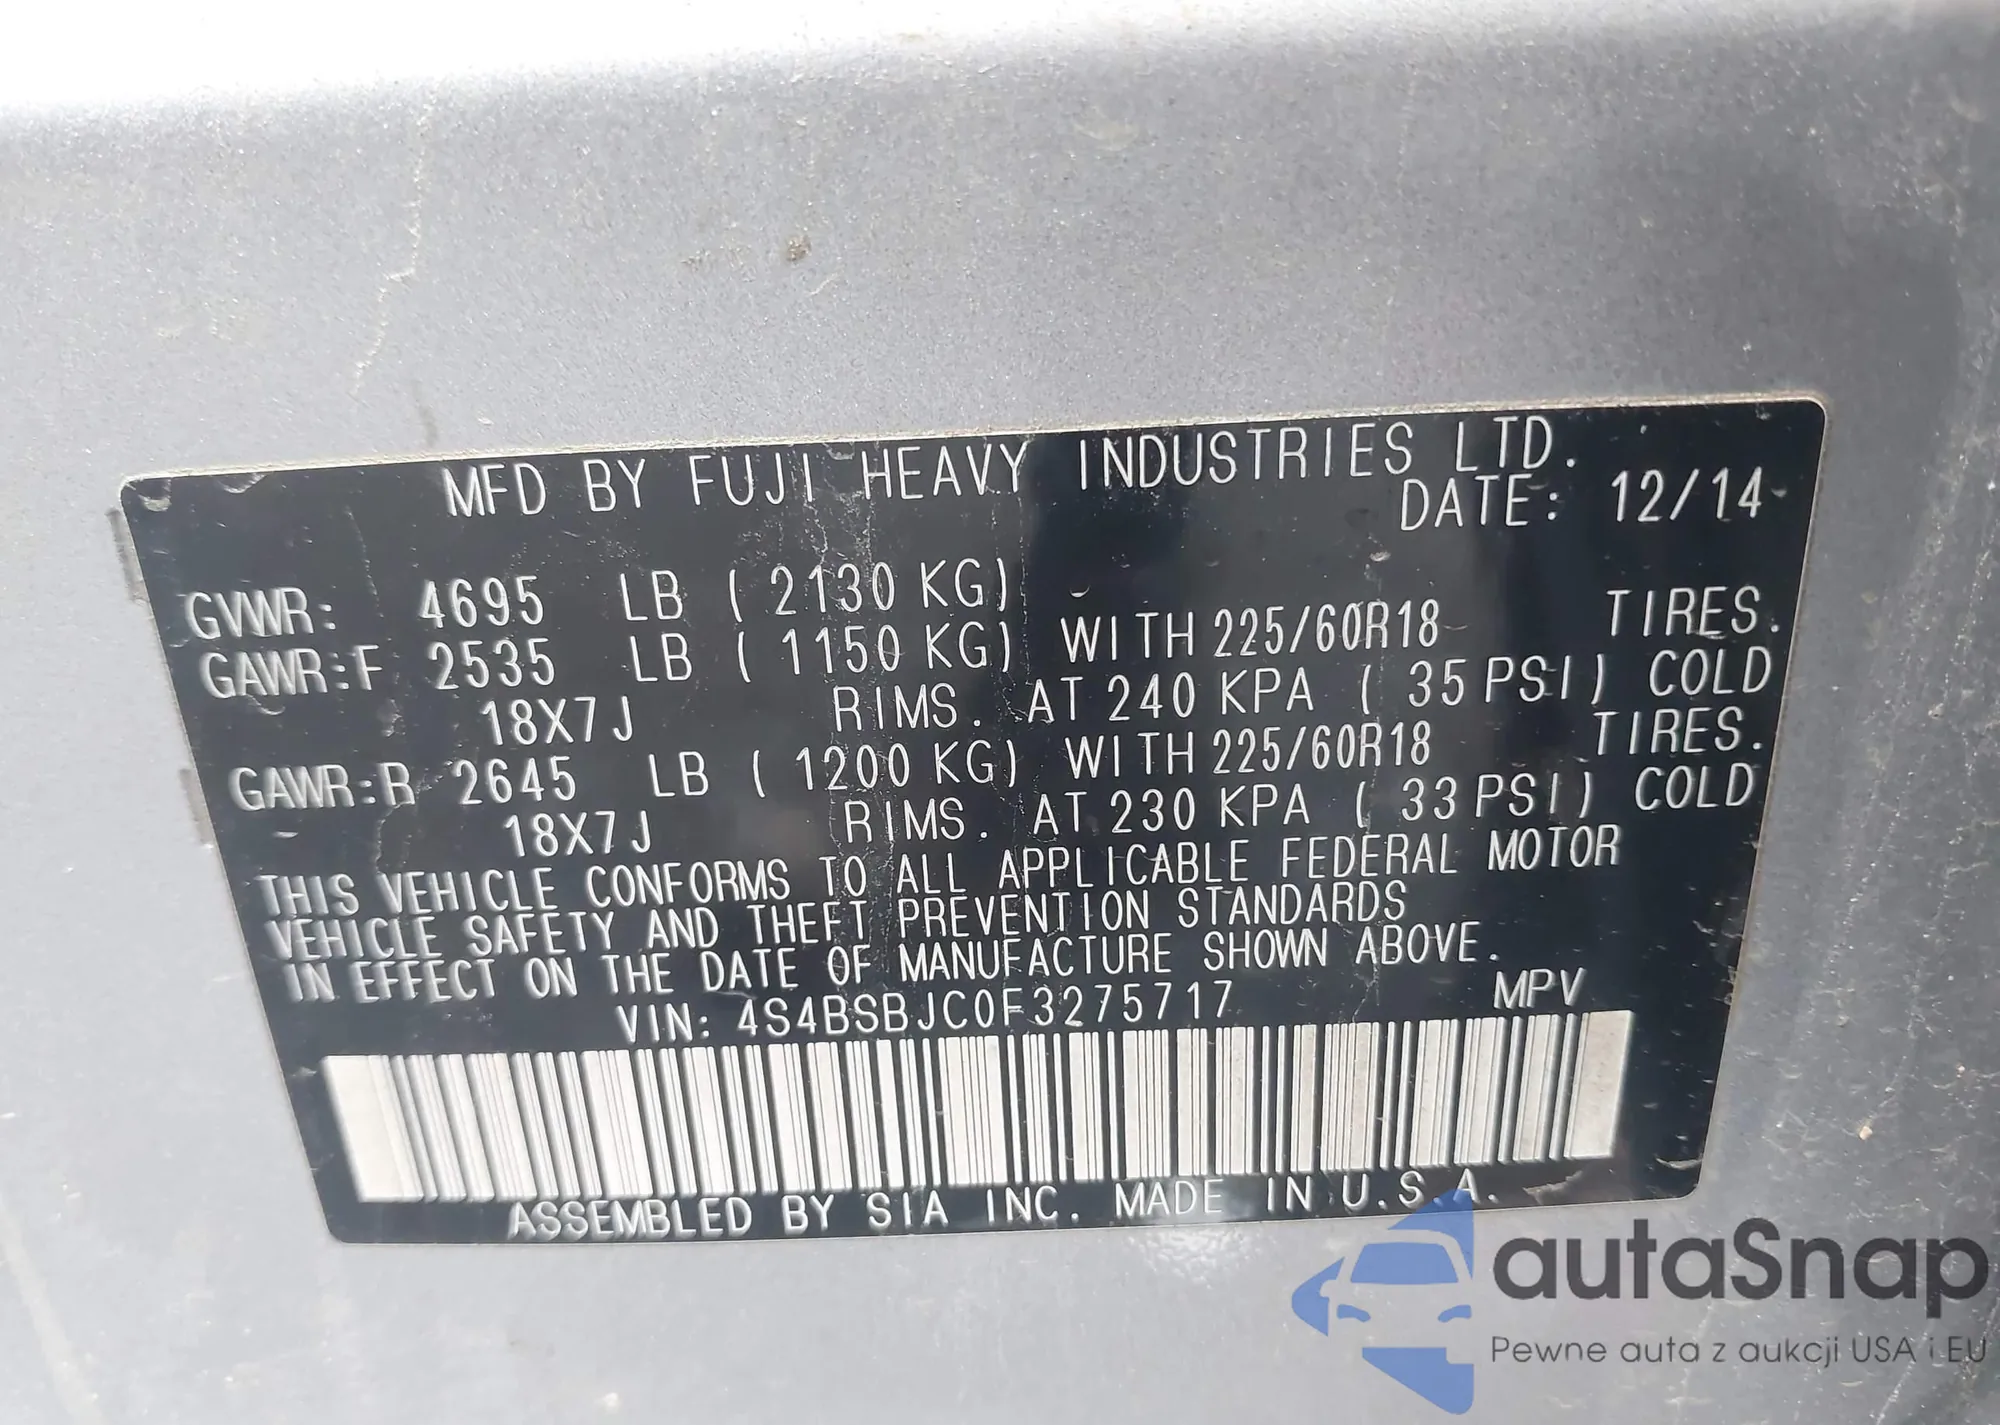 MFD BY FUJI HEAVY INDUSTRIES LTD.
DATE: 12/14
GVWR: 4695 LB ( 2130 KG)
GAWR:F 2535 LB ( 1150 KG) WITH 225/60R18 TIRES.
18X7J RIMS. AT 240 KPA ( 35 PSI) COLD
GAWR:R 2645 LB ( 1200 KG) WITH 225/60R18 TIRES.
18X7J RIMS. AT 230 KPA ( 33 PSI) COLD
THIS VEHICLE CONFORMS TO ALL APPLICABLE FEDERAL MOTOR
VEHICLE SAFETY AND THEFT PREVENTION STANDARDS
IN EFFECT ON THE DATE OF MANUFACTURE SHOWN ABOVE.
VIN: 4S4BSBJC0F3275717 MPV
ASSEMBLED BY SIA INC. MADE IN U.S.A.
autaSnap
Pewne auta z aukcji USA i EU